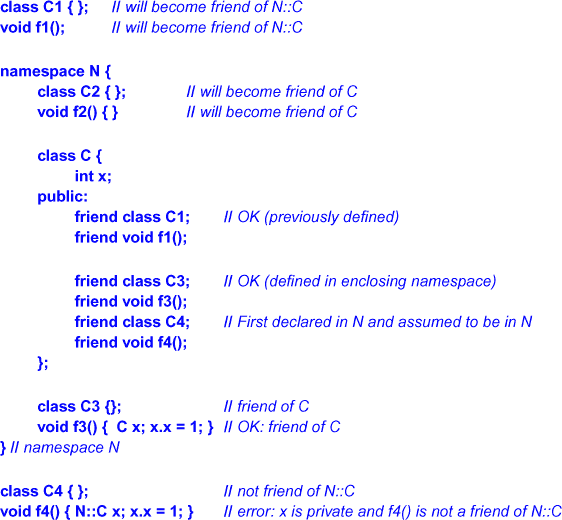 class C1 { };   // will become friend of N::C
void f1();   // will become friend of N::C
namespace N {
class C2 { };   // will become friend of C
void f2() { }   // will become friend of C
class C {
int x;
public:
friend class C1;   // OK (previously defined)
friend void f1();
friend class C3;   // OK (defined in enclosing namespace)
friend void f3();
friend class C4;   // First declared in N and assumed to be in N
friend void f4();
};
class C3 {};   // friend of C
void f3() {  C x; x.x = 1; }  // OK: friend of C
} // namespace N
class C4 { };   // not friend of N::C
void f4() { N::C x; x.x = 1; }   // error: x is private and f4() is not a friend of N::C